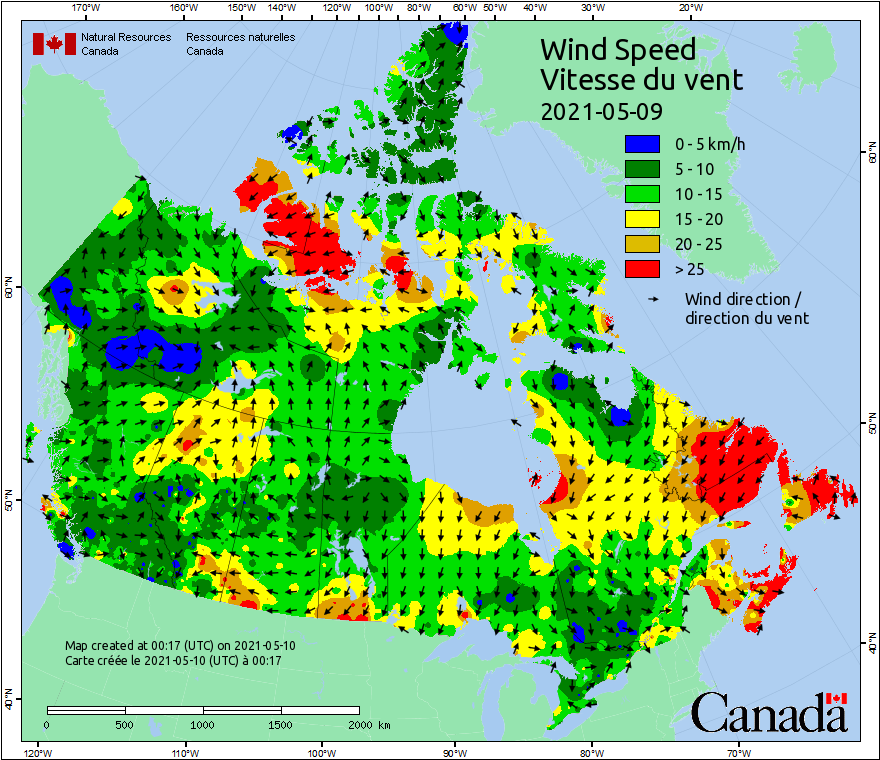 170°W 160°W 150°W 140°W 130°W 120°W 110°W 100°W 90°W 80°W 60°W 50°W 40°W 30°W 20°W
Natural Resources Ressources naturelles
Canada Canada
Wind Speed
Vitesse du vent
2021-05-09
0 - 5 km/h
5 - 10
10 - 15
15 - 20
20 - 25
> 25
Wind direction /
direction du vent
60°N
50°N
40°N
60°N
50°N
40°N
Map created at 00:17 (UTC) on 2021-05-10
Carte créée le 2021-05-10 (UTC) à 00:17
0 500 1000 1500 2000 km
Canada
120°W 110°W 100°W 90°W 80°W 70°W